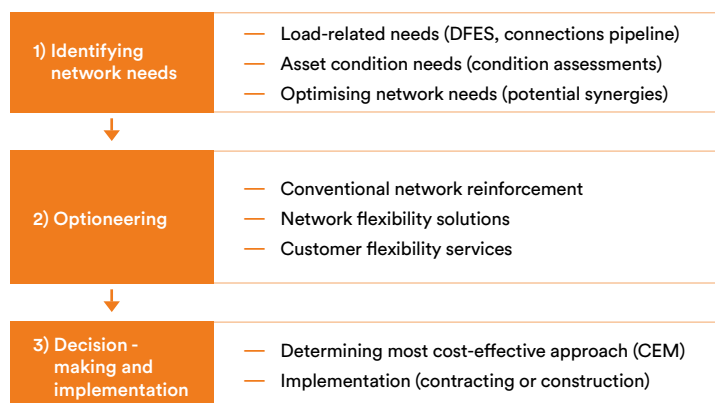 1) Identifying
network needs
— Load-related needs (DFES, connections pipeline)
— Asset condition needs (condition assessments)
— Optimising network needs (potential synergies)
2) Optioneering
— Conventional network reinforcement
— Network flexibility solutions
— Customer flexibility services
3) Decision -
making and
implementation
— Determining most cost-effective approach (CEM)
— Implementation (contracting or construction)